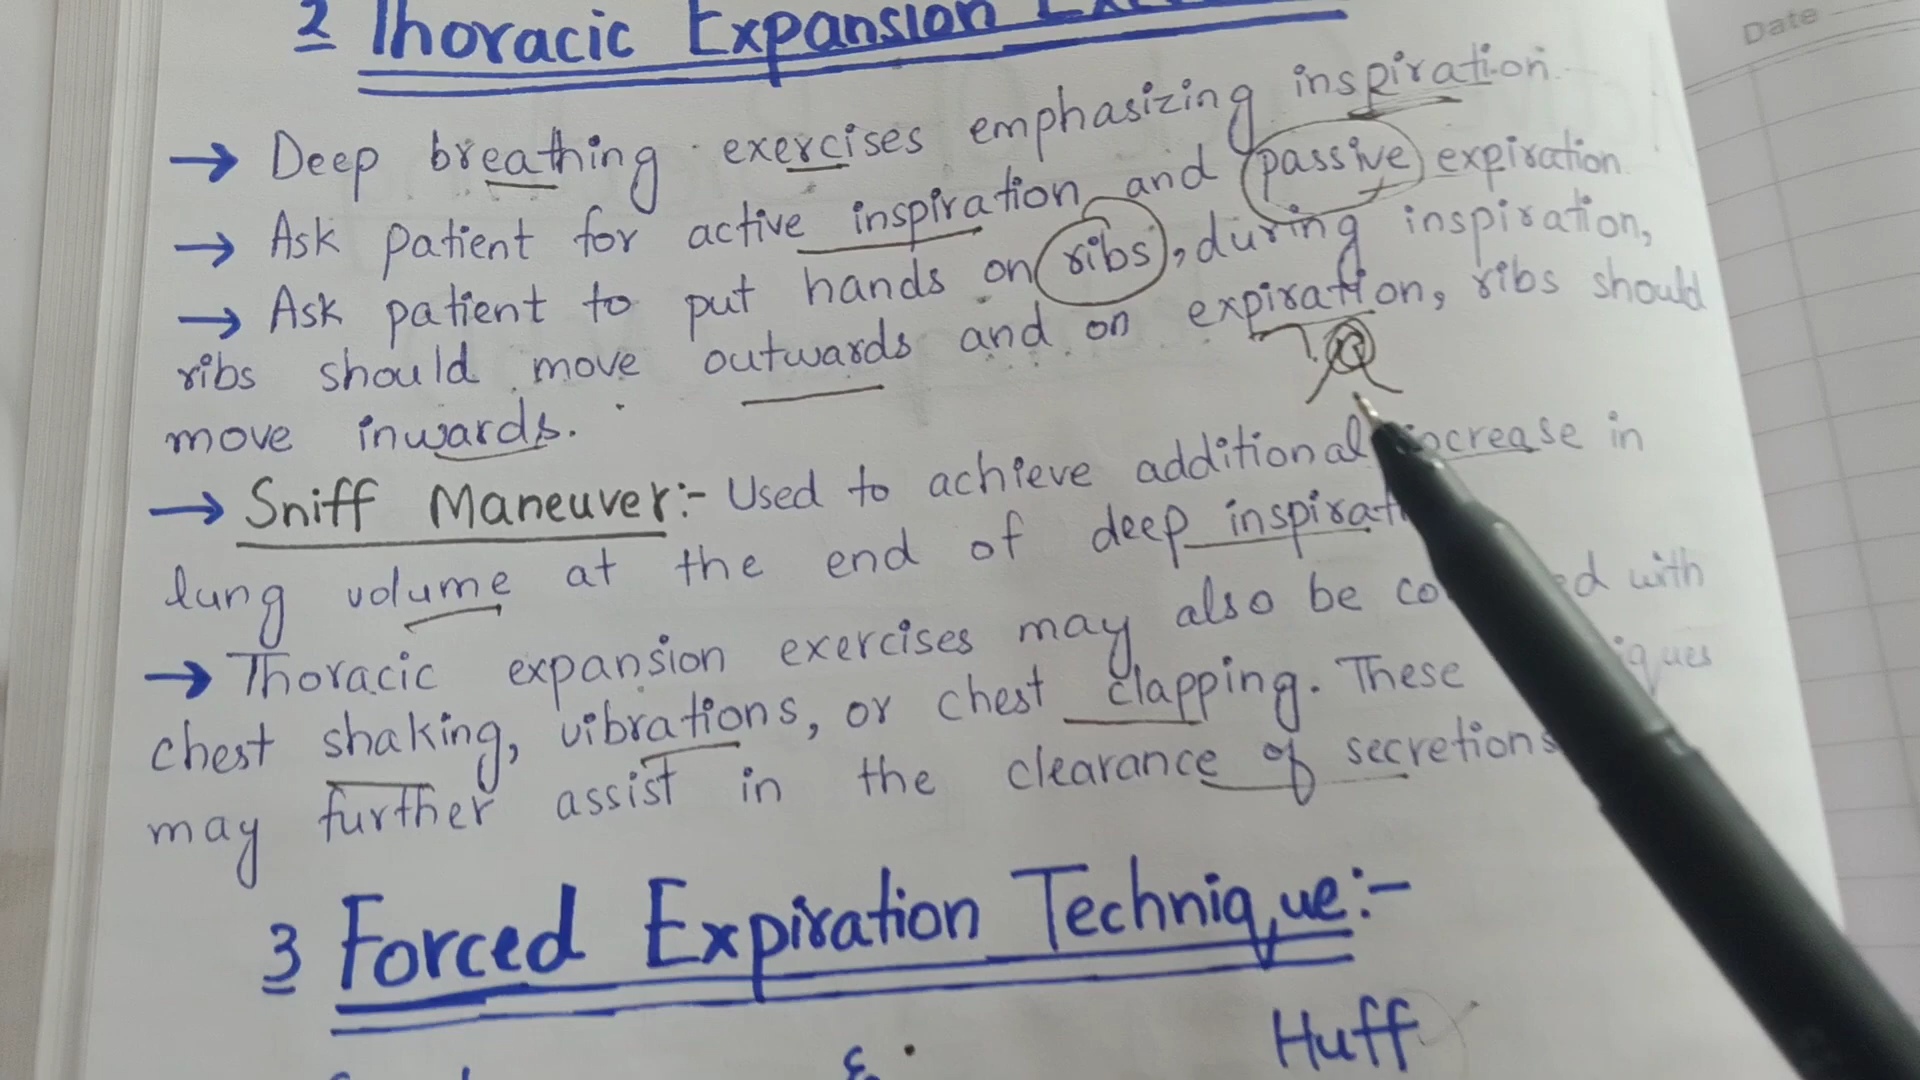 2 Thoracic Expansion
Date
→ Deep breathing exercises emphasizing inspiration
→ Ask patient for active inspiration and passive expiration
→ Ask patient to put hands on ribs, during inspiration,
ribs should move outwards and on expiration, ribs should
move inwards.
→ Sniff Maneuver:- Used to achieve additional increase in
lung volume at the end of deep
→ Thoracic expansion exercises may also be with
chest shaking, vibrations, or chest clapping. These
may further assist in the clearance of secretions
3 Forced Expiration Technique:-
Huff